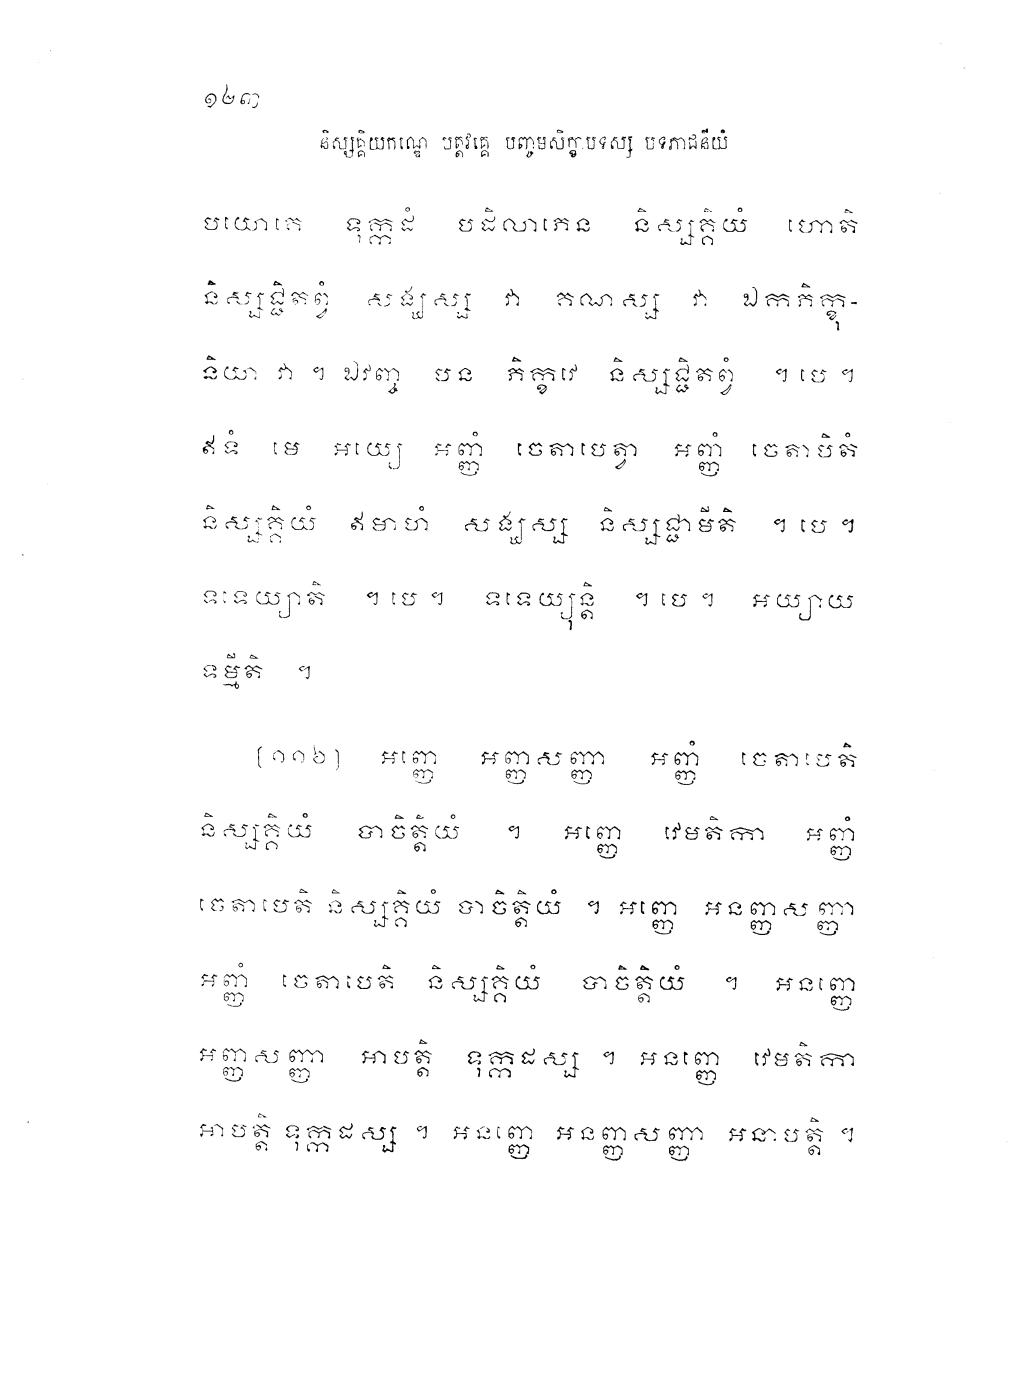 ១២៣
និស្សគ្គិយកណ្ឌេ បត្តវគ្គេ បញ្ចមសិក្ខាបទស្ស បទភាជនីយំ
បយោគេ ទុក្កដំ បដិលាភេន និស្សគ្គិយំ ហោតិ
និស្សជ្ជិតព្វំ សង្ឃស្ស វា គណស្ស វា ឯកភិក្ខុ-
និយា វា ។ ឯវញ្ច បន ភិក្ខវេ និស្សជ្ជិតព្វំ ។ បេ ។
ឥទំ មេ អយ្យេ អញ្ញំ ចេតាបេត្វា អញ្ញំ ចេតាបិតំ
និស្សគ្គិយំ ឥមាហំ សង្ឃស្ស និស្សជ្ជាមីតិ ។ បេ ។
ទទេយ្យាតិ ។ បេ ។ ទទេយ្យុន្តិ ។ បេ ។ អយ្យាយ
ទម្មីតិ ។
[១១៦] អញ្ញេ អញ្ញសញ្ញា អញ្ញំ ចេតាបេតិ
និស្សគ្គិយំ បាចិត្តិយំ ។ អញ្ញេ វេមតិកា អញ្ញំ
ចេតាបេតិ និស្សគ្គិយំ បាចិត្តិយំ ។ អញ្ញេ អនញ្ញសញ្ញា
អញ្ញំ ចេតាបេតិ និស្សគ្គិយំ បាចិត្តិយំ ។ អនញ្ញេ
អញ្ញសញ្ញា អាបត្តិ ទុក្កដស្ស ។ អនញ្ញេ វេមតិកា
អាបត្តិ ទុក្កដស្ស ។ អនញ្ញេ អនញ្ញសញ្ញា អនាបត្តិ ។